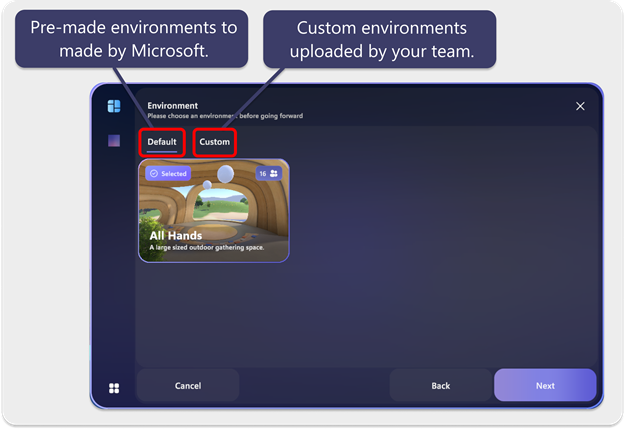 Pre-made environments to
made by Microsoft.
Custom environments
uploaded by your team.
Environment
Please choose an environment before going forward
Default
Custom
Selected
16
All Hands
A large sized outdoor gathering space.
Cancel
Back
Next